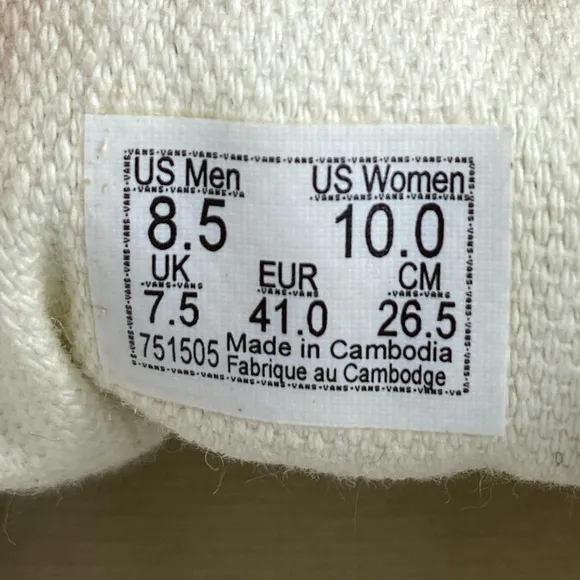 US Men US Women
8.5 10.0
UK EUR CM
7.5 41.0 26.5
751505 Made in Cambodia
Fabrique au Cambodge